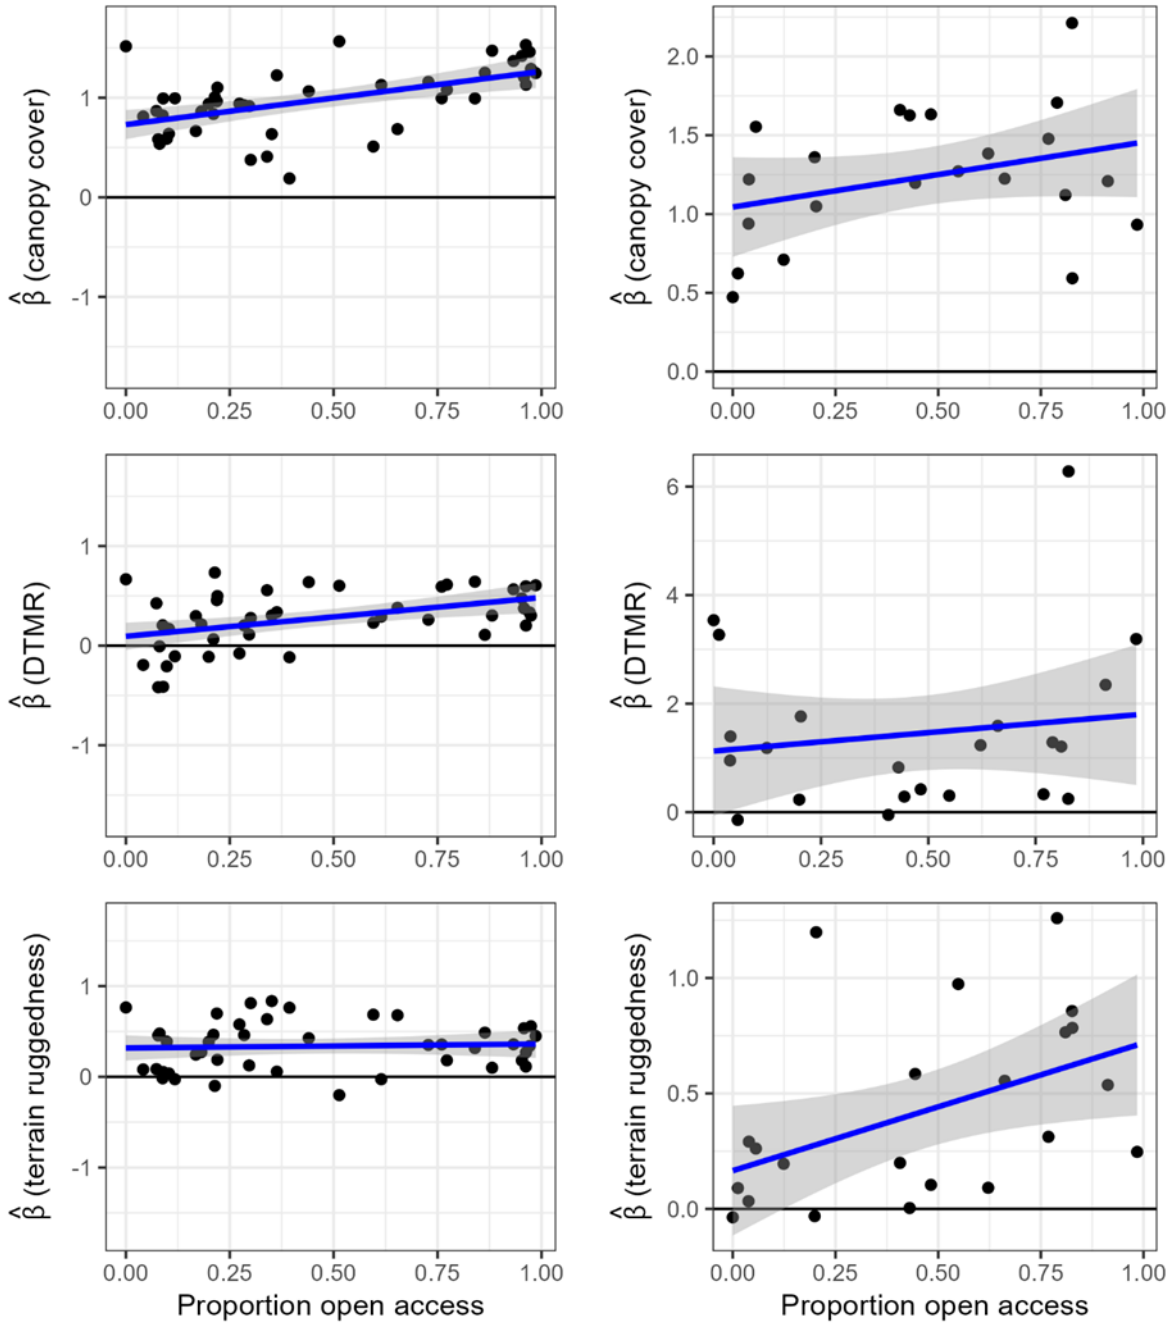 β̂ (canopy cover)
1
0
-1
0.00 0.25 0.50 0.75 1.00
β̂ (canopy cover)
2.0
1.5
1.0
0.5
0.0
0.00 0.25 0.50 0.75 1.00
β̂ (DTMR)
1
0
-1
0.00 0.25 0.50 0.75 1.00
β̂ (DTMR)
6
4
2
0
0.00 0.25 0.50 0.75 1.00
β̂ (terrain ruggedness)
1
0
-1
0.00 0.25 0.50 0.75 1.00
Proportion open access
β̂ (terrain ruggedness)
1.0
0.5
0.0
0.00 0.25 0.50 0.75 1.00
Proportion open access